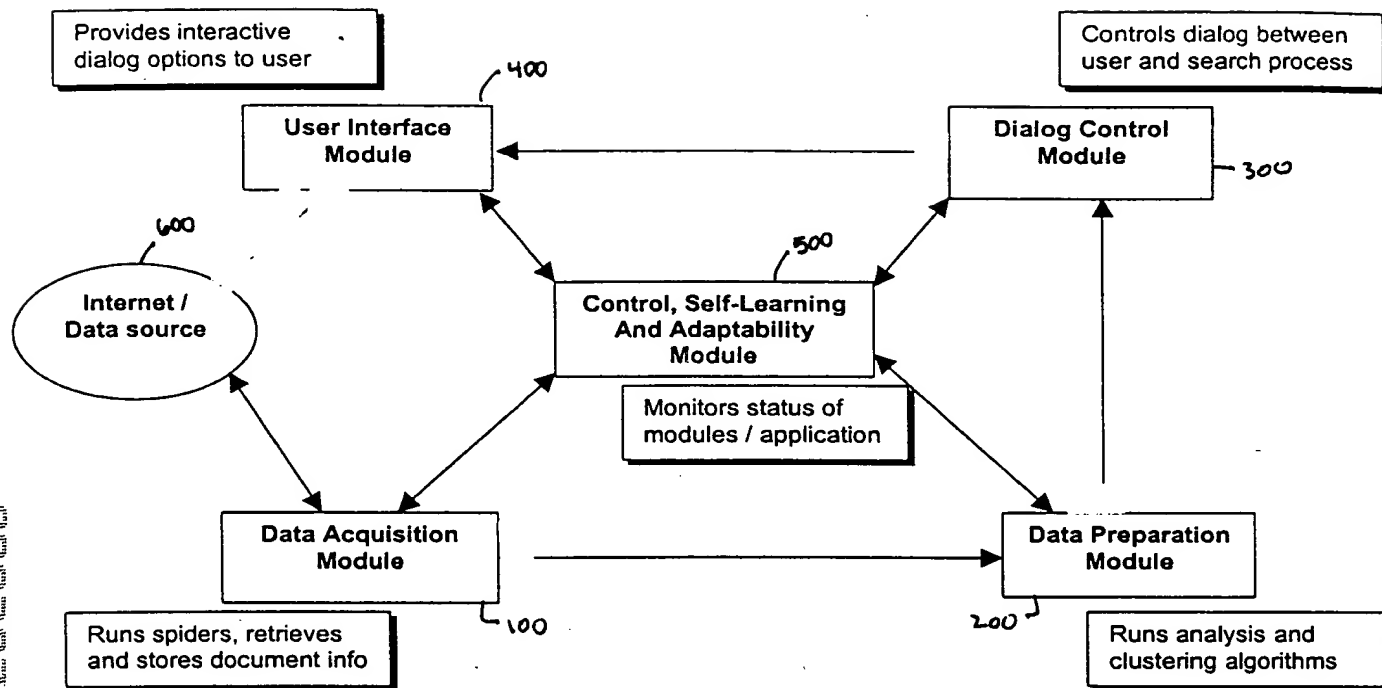 Provides interactive
dialog options to user
Controls dialog between
user and search process
400
User Interface
Module
Dialog Control
Module
300
600
Internet /
Data source
500
Control, Self-Learning
And Adaptability
Module
Monitors status of
modules / application
Data Acquisition
Module
100
Data Preparation
Module
200
Runs spiders, retrieves
and stores document info
Runs analysis and
clustering algorithms